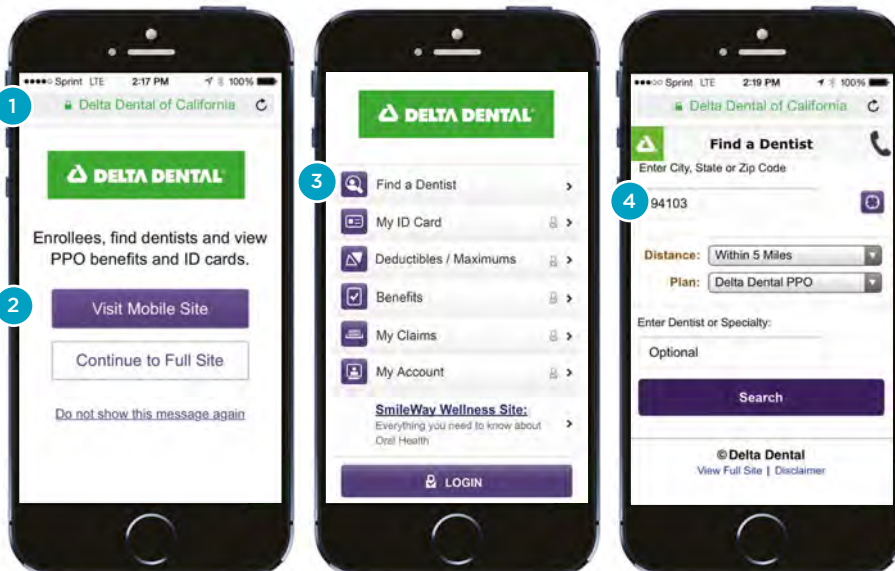 ●●●●○ Sprint LTE 2:17 PM 100%
1
Delta Dental of California
DELTA DENTAL
Enrollees, find dentists and view
PPO benefits and ID cards.
2
Visit Mobile Site
Continue to Full Site
Do not show this message again
DELTA DENTAL
3
Find a Dentist
My ID Card
Deductibles / Maximums
Benefits
My Claims
My Account
SmileWay Wellness Site:
Everything you need to know about
Oral Health
LOGIN
●●●○○ Sprint LTE 2:19 PM 100%
Delta Dental of California
Find a Dentist
Enter City, State or Zip Code
4
94103
Distance: Within 5 Miles
Plan: Delta Dental PPO
Enter Dentist or Specialty:
Optional
Search
© Delta Dental
View Full Site | Disclaimer